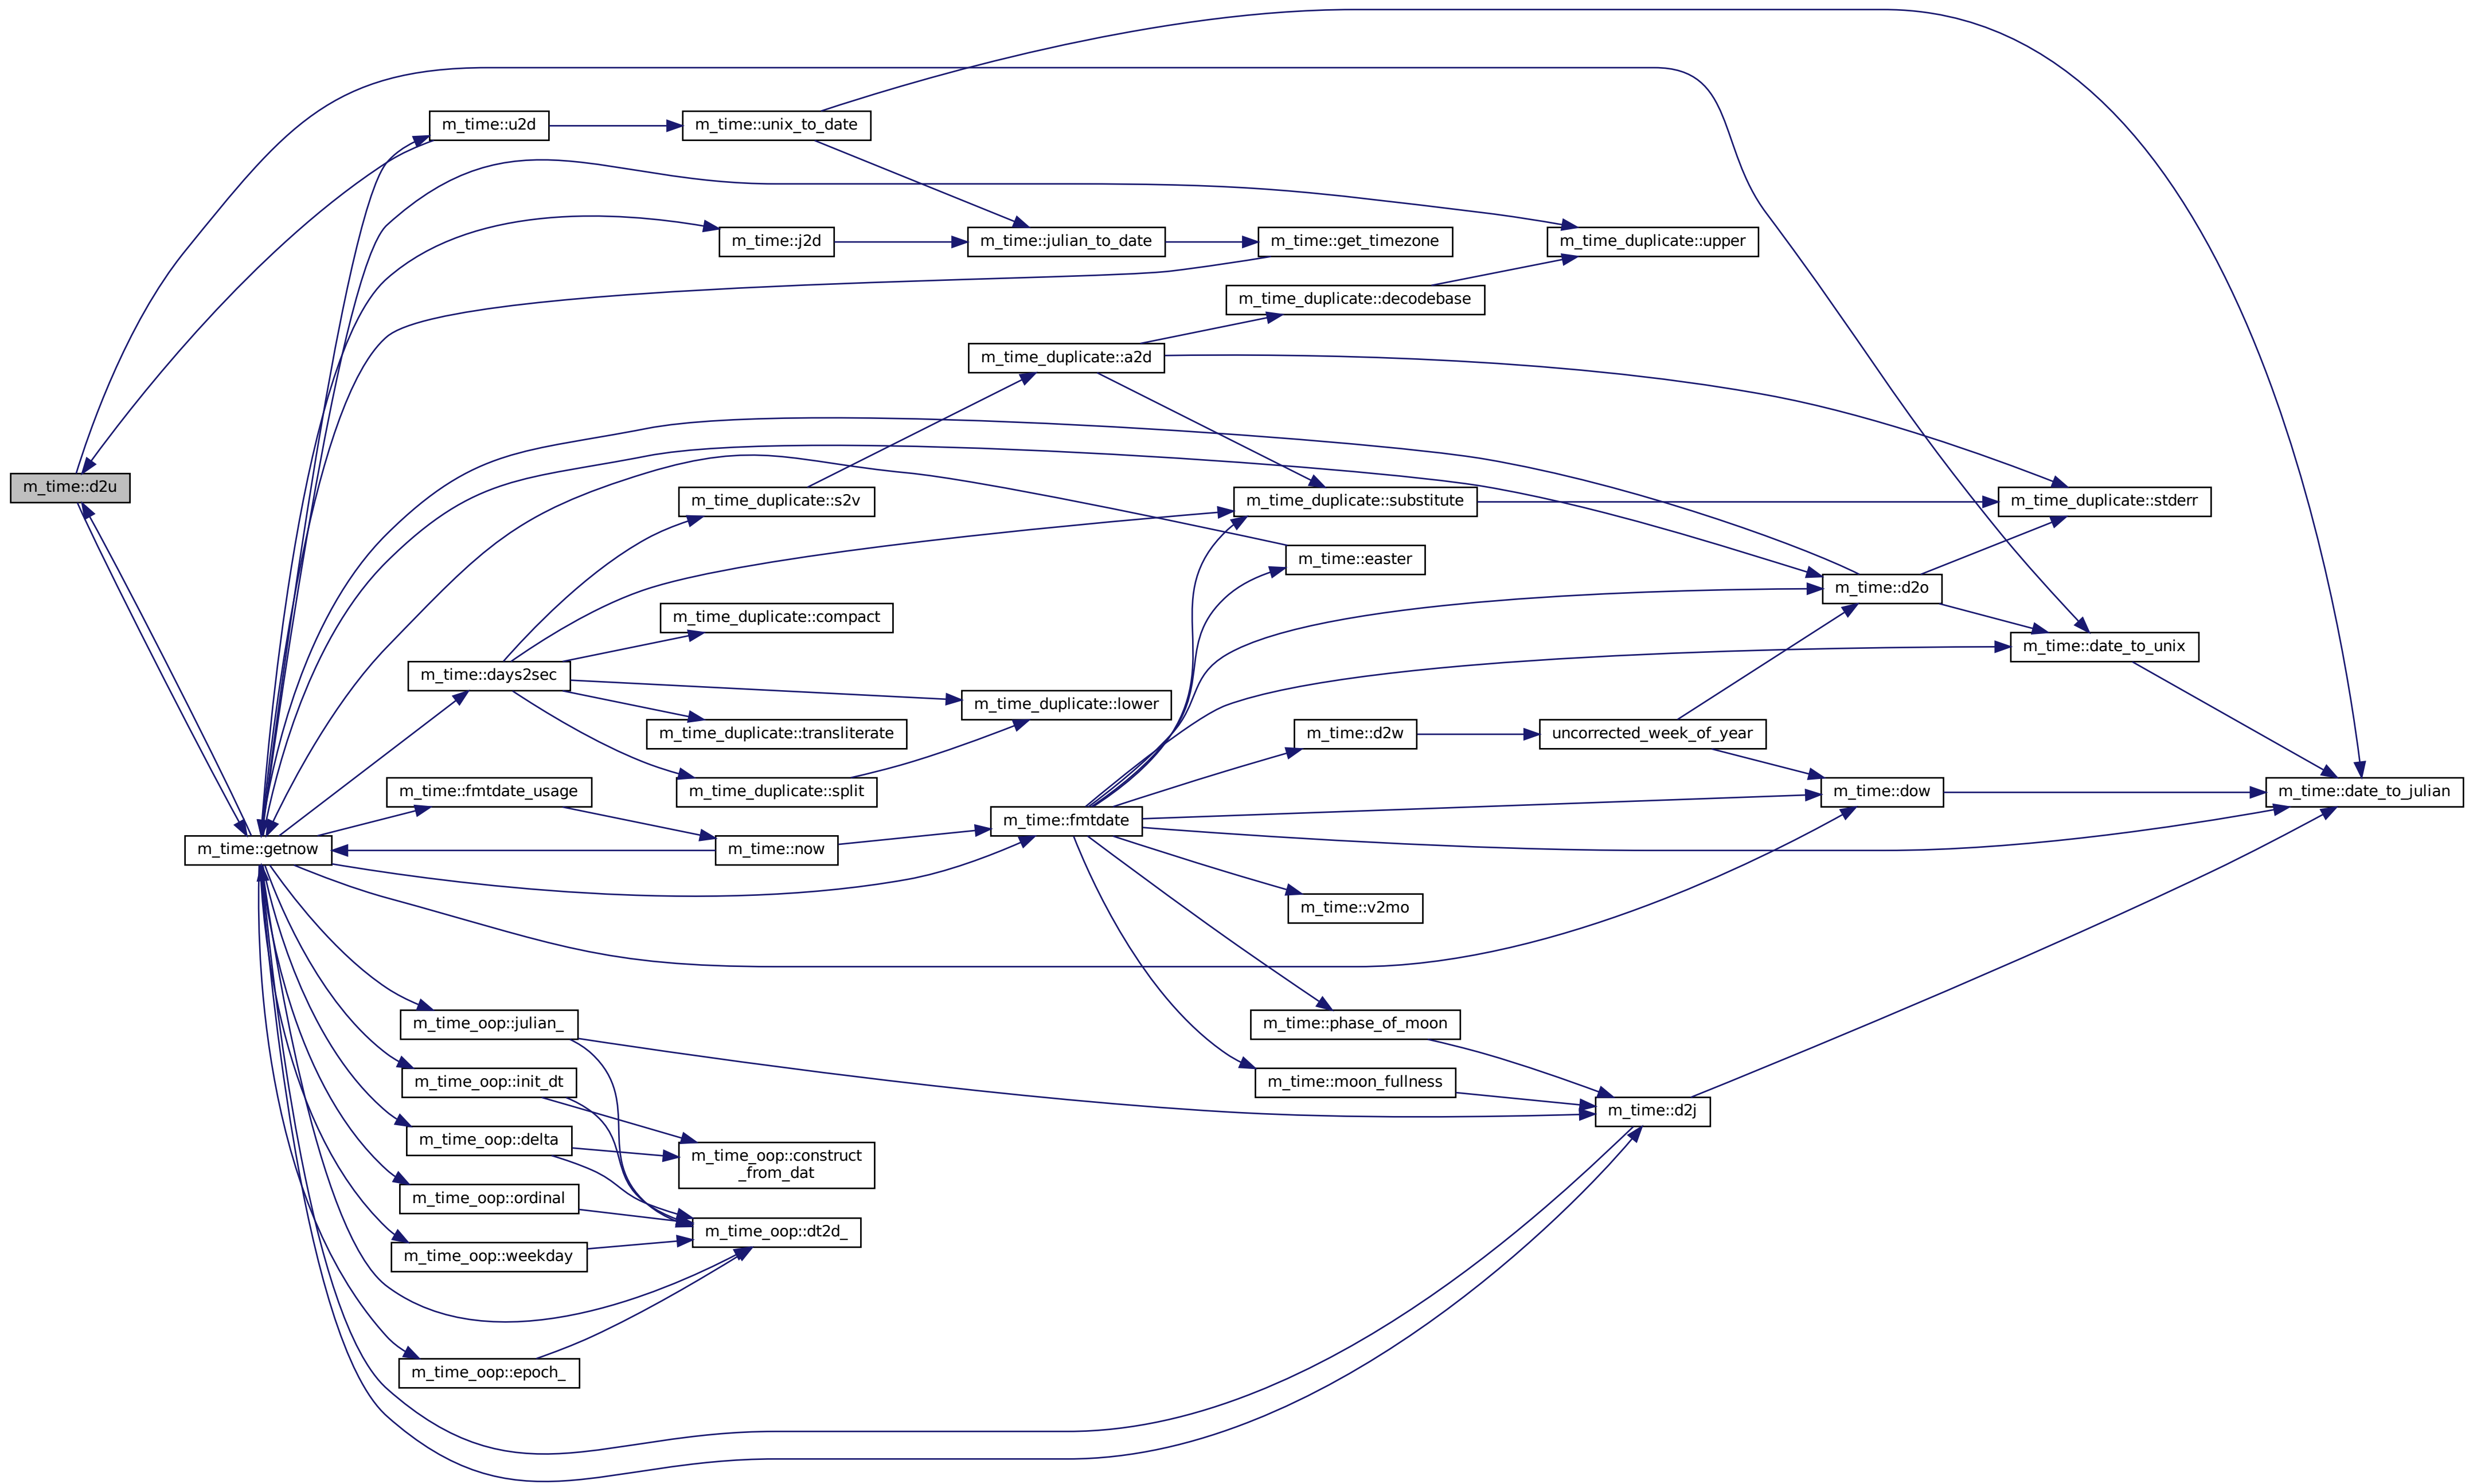 m_time::u2d
m_time::unix_to_date
m_time::j2d
m_time::julian_to_date
m_time::get_timezone
m_time_duplicate::upper
m_time_duplicate::decodebase
m_time_duplicate::a2d
m_time::d2u
m_time_duplicate::s2v
m_time_duplicate::substitute
m_time_duplicate::stderr
m_time::easter
m_time::d2o
m_time_duplicate::compact
m_time::date_to_unix
m_time::days2sec
m_time_duplicate::lower
m_time_duplicate::transliterate
m_time::d2w
uncorrected_week_of_year
m_time::fmtdate_usage
m_time_duplicate::split
m_time::dow
m_time::date_to_julian
m_time::fmtdate
m_time::getnow
m_time::now
m_time::v2mo
m_time_oop::julian_
m_time::phase_of_moon
m_time_oop::init_dt
m_time::moon_fullness
m_time::d2j
m_time_oop::delta
m_time_oop::construct
_from_dat
m_time_oop::ordinal
m_time_oop::dt2d_
m_time_oop::weekday
m_time_oop::epoch_